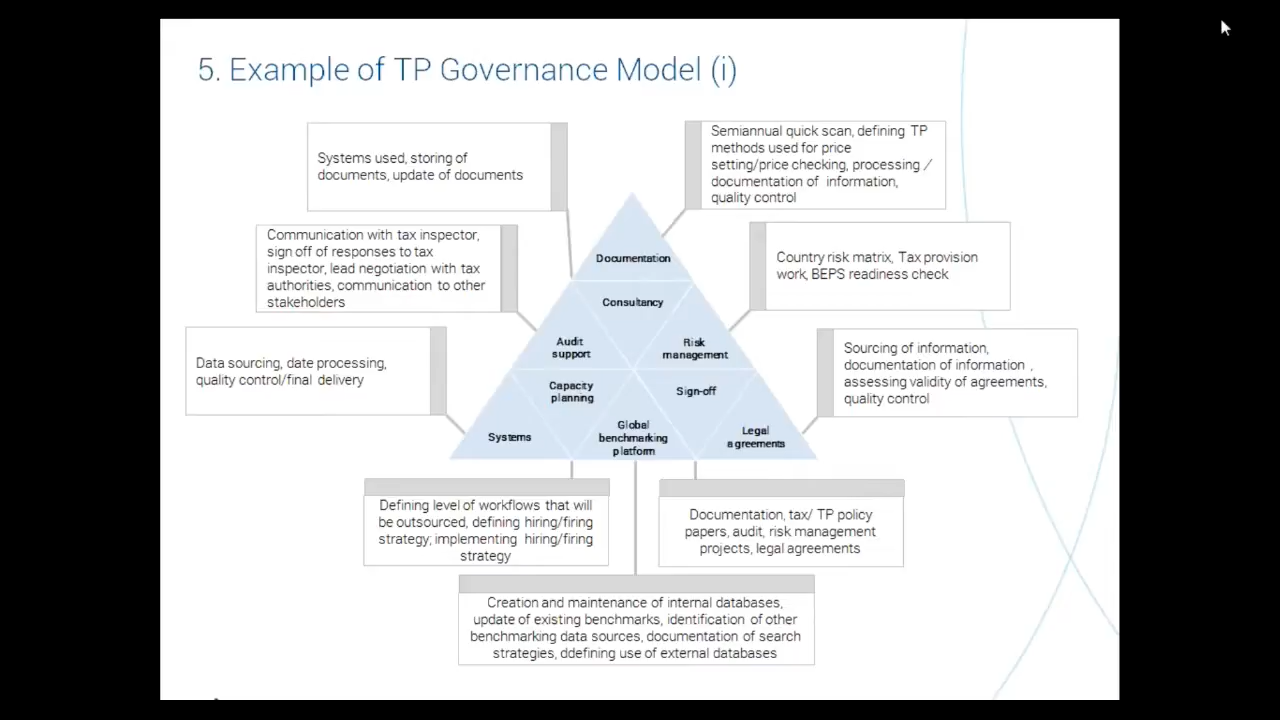 5. Example of TP Governance Model (i)
Systems used, storing of
documents, update of documents
Semiannual quick scan, defining TP
methods used for price
setting/price checking, processing /
documentation of information,
quality control
Communication with tax inspector,
sign off of responses to tax
inspector, lead negotiation with tax
authorities, communication to other
stakeholders
Country risk matrix, Tax provision
work, BEPS readiness check
Data sourcing, date processing,
quality control/final delivery
Sourcing of information,
documentation of information ,
assessing validity of agreements,
quality control
Documentation
Consultancy
Audit
support
Risk
management
Capacity
planning
Sign-off
Systems
Global
benchmarking
platform
Legal
agreements
Defining level of workflows that will
be outsourced, defining hiring/firing
strategy; implementing hiring/firing
strategy
Documentation, tax/ TP policy
papers, audit, risk management
projects, legal agreements
Creation and maintenance of internal databases,
update of existing benchmarks, identification of other
benchmarking data sources, documentation of search
strategies, ddefining use of external databases